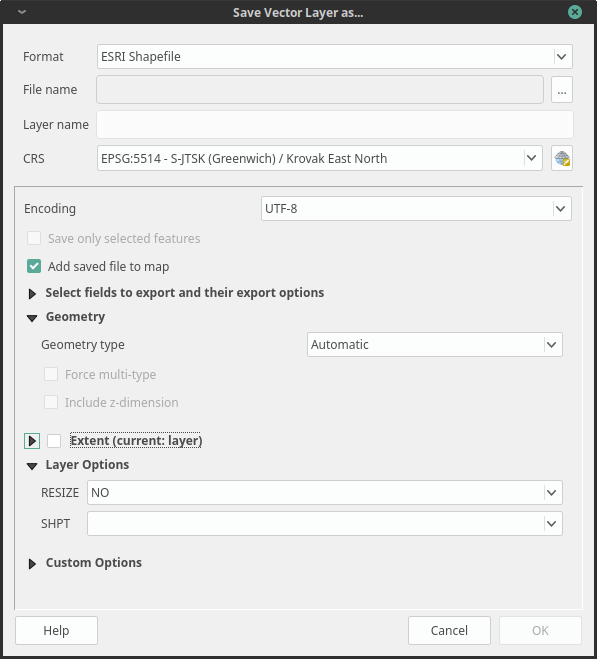 Save Vector Layer as...
Format ESRI Shapefile
File name ...
Layer name
CRS EPSG:5514 - S-JTSK (Greenwich) / Krovak East North
Encoding UTF-8
Save only selected features
Add saved file to map
Select fields to export and their export options
Geometry
Geometry type Automatic
Force multi-type
Include z-dimension
Extent (current: layer)
Layer Options
RESIZE NO
SHPT
Custom Options
Help Cancel OK